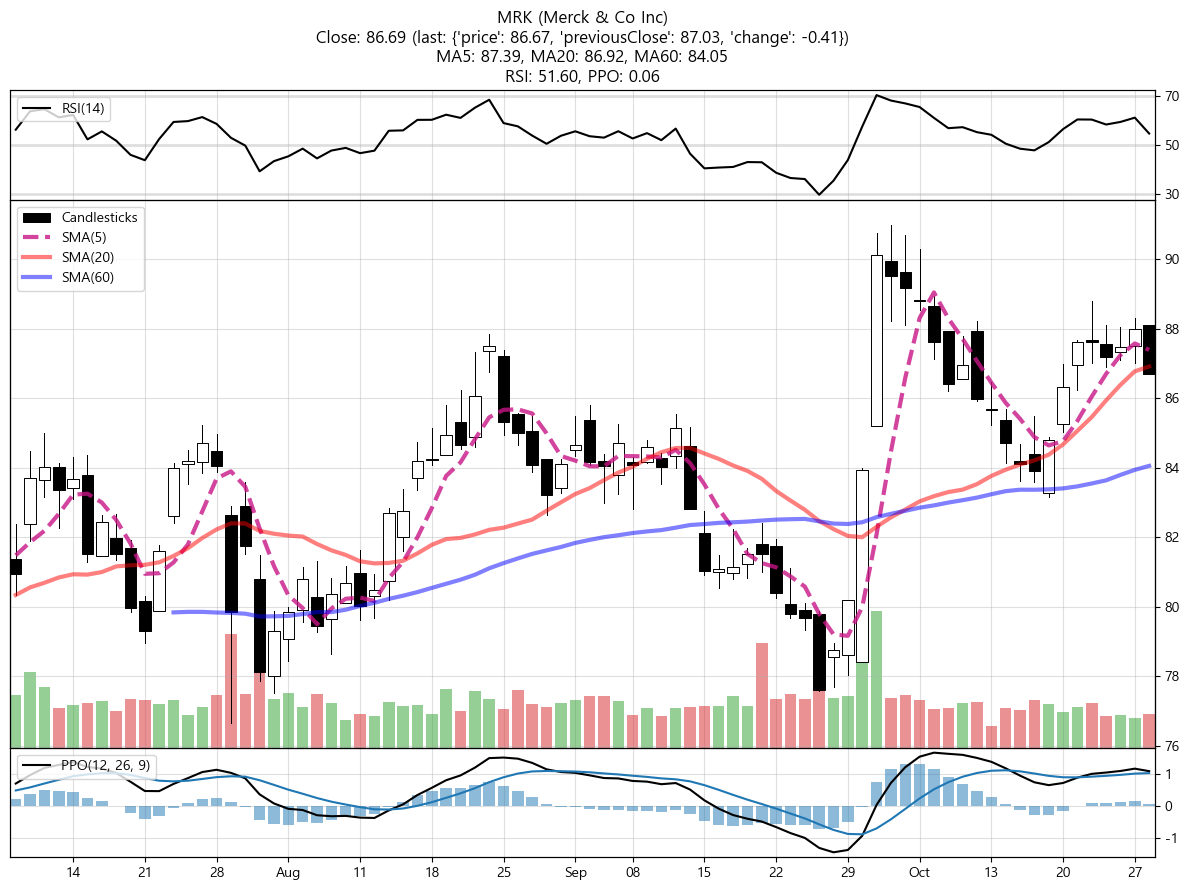 MRK (Merck & Co Inc)
Close: 86.69 (last: {'price': 86.67, 'previousClose': 87.03, 'change': -0.41})
MA5: 87.39, MA20: 86.92, MA60: 84.05
RSI: 51.60, PPO: 0.06
RSI(14)
70
50
30
Candlesticks
SMA(5)
SMA(20)
SMA(60)
90
88
86
84
82
80
78
76
PPO(12, 26, 9)
1
0
-1
14 21 28 Aug 11 18 25 Sep 08 15 22 29 Oct 13 20 27